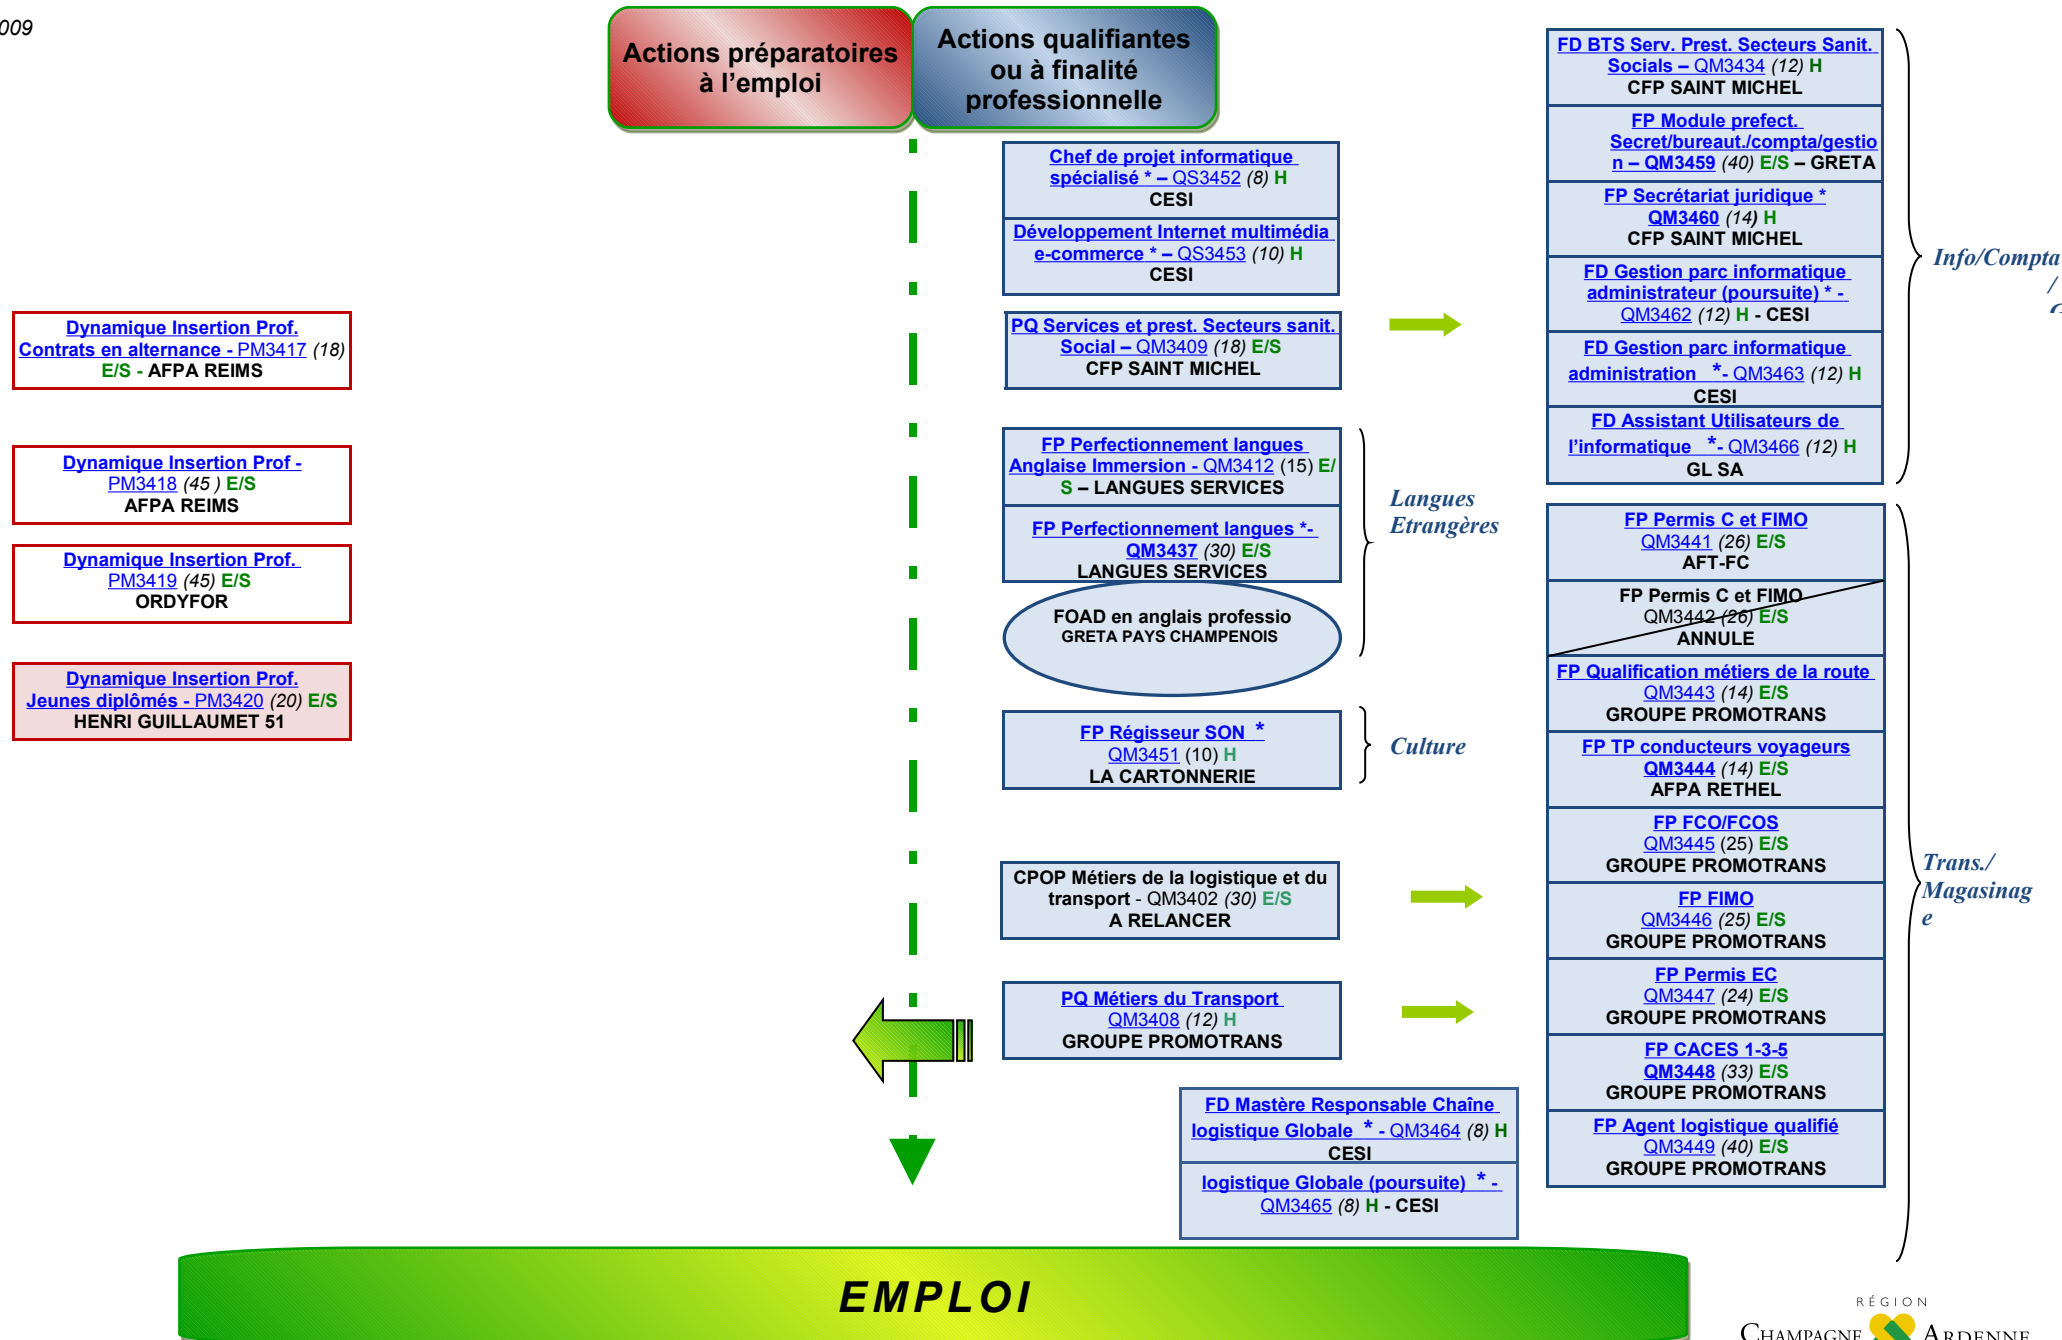 009
Actions préparatoires
à l'emploi
Actions qualifiantes
ou à finalité
professionnelle
Dynamique Insertion Prof.
Contrats en alternance - PM3417 (18)
E/S - AFPA REIMS
Dynamique Insertion Prof -
PM3418 (45 ) E/S
AFPA REIMS
Dynamique Insertion Prof.
PM3419 (45) E/S
ORDYFOR
Dynamique Insertion Prof.
Jeunes diplômés - PM3420 (20) E/S
HENRI GUILLAUMET 51
Chef de projet informatique
spécialisé * – QS3452 (8) H
CESI
Développement Internet multimédia
e-commerce * – QS3453 (10) H
CESI
PQ Services et prest. Secteurs sanit.
Social – QM3409 (18) E/S
CFP SAINT MICHEL
FP Perfectionnement langues
Anglaise Immersion - QM3412 (15) E/
S – LANGUES SERVICES
FP Perfectionnement langues *-
QM3437 (30) E/S
LANGUES SERVICES
FOAD en anglais professio
GRETA PAYS CHAMPENOIS
Langues
Etrangères
FP Régisseur SON *
QM3451 (10) H
LA CARTONNERIE
Culture
CPOP Métiers de la logistique et du
transport - QM3402 (30) E/S
A RELANCER
PQ Métiers du Transport
QM3408 (12) H
GROUPE PROMOTRANS
FD Mastère Responsable Chaîne
logistique Globale * - QM3464 (8) H
CESI
logistique Globale (poursuite) * -
QM3465 (8) H - CESI
FD BTS Serv. Prest. Secteurs Sanit.
Socials – QM3434 (12) H
CFP SAINT MICHEL
FP Module prefect.
Secret/bureaut./compta/gestio
n – QM3459 (40) E/S – GRETA
FP Secrétariat juridique *
QM3460 (14) H
CFP SAINT MICHEL
FD Gestion parc informatique
administrateur (poursuite) * -
QM3462 (12) H - CESI
FD Gestion parc informatique
administration *- QM3463 (12) H
CESI
FD Assistant Utilisateurs de
l'informatique *- QM3466 (12) H
GL SA
Info/Compta
/
FP Permis C et FIMO
QM3441 (26) E/S
AFT-FC
FP Permis C et FIMO
QM3442 (26) E/S
ANNULE
FP Qualification métiers de la route
QM3443 (14) E/S
GROUPE PROMOTRANS
FP TP conducteurs voyageurs
QM3444 (14) E/S
AFPA RETHEL
FP FCO/FCOS
QM3445 (25) E/S
GROUPE PROMOTRANS
FP FIMO
QM3446 (25) E/S
GROUPE PROMOTRANS
FP Permis EC
QM3447 (24) E/S
GROUPE PROMOTRANS
FP CACES 1-3-5
QM3448 (33) E/S
GROUPE PROMOTRANS
FP Agent logistique qualifié
QM3449 (40) E/S
GROUPE PROMOTRANS
Trans./
Magasinag
e
EMPLOI
RÉGION
CHAMPAGNE ARDENNE